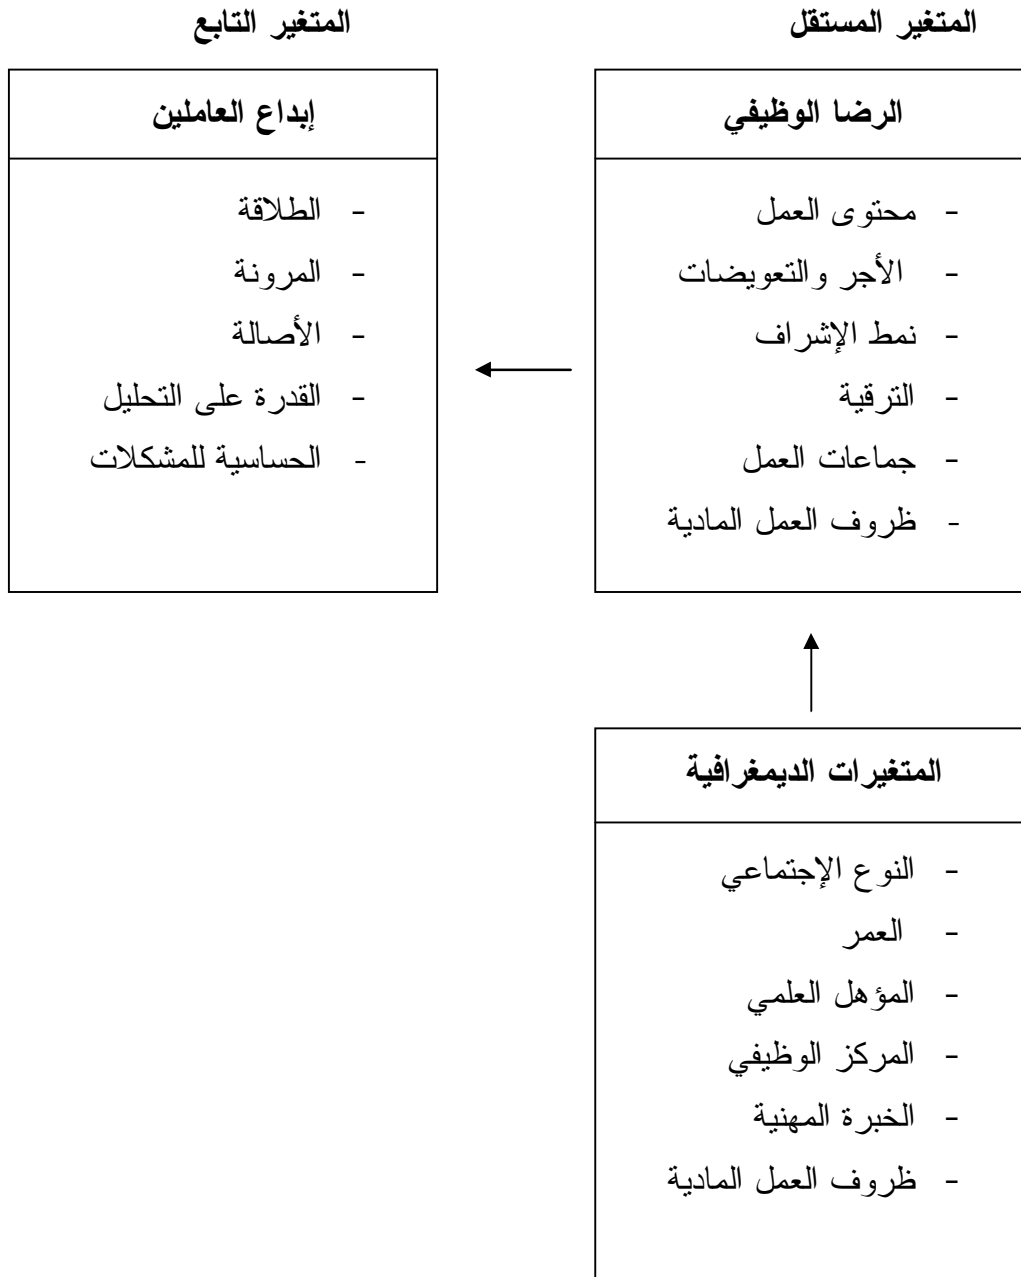 المتغير المستقل
المتغير التابع
الرضا الوظيفي
- محتوى العمل
- الأجر والتعويضات
- نمط الإشراف
- الترقية
- جماعات العمل
- ظروف العمل المادية
إبداع العاملين
- الطلاقة
- المرونة
- الأصالة
- القدرة على التحليل
- الحساسية للمشكلات
المتغيرات الديمغرافية
- النوع الإجتماعي
- العمر
- المؤهل العلمي
- المركز الوظيفي
- الخبرة المهنية
- ظروف العمل المادية